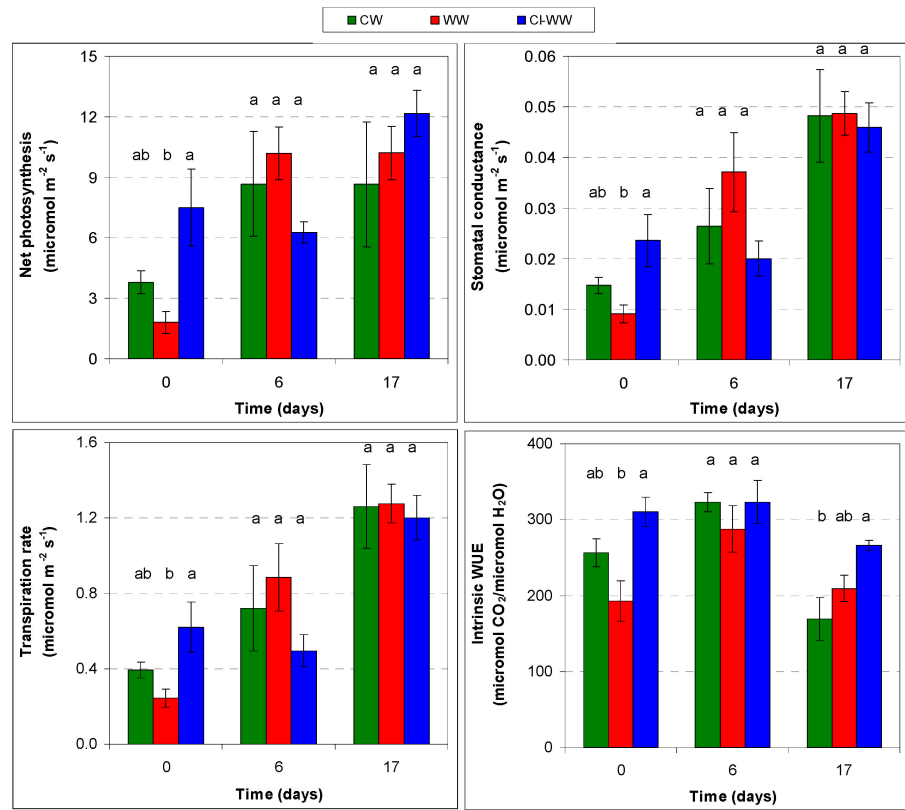 CW WW Cl-WW
Net photosynthesis
(micromol m⁻² s⁻¹)
15
12
9
6
3
0
ab b a
a a a
a a a
0 6 17
Time (days)
Stomatal conductance
(micromol m⁻² s⁻¹)
0.06
0.05
0.04
0.03
0.02
0.01
0.00
ab b a
a a a
a a a
0 6 17
Time (days)
Transpiration rate
(micromol m⁻² s⁻¹)
1.6
1.2
0.8
0.4
0.0
ab b a
a a a
a a a
0 6 17
Time (days)
Intrinsic WUE
(micromol CO₂/micromol H₂O)
400
300
200
100
0
ab b a
a a a
b ab a
0 6 17
Time (days)